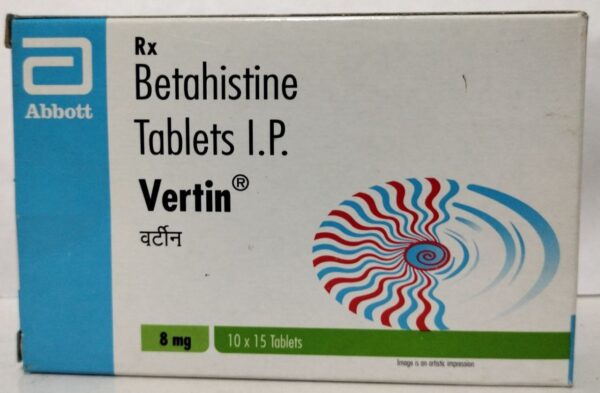 Abbott
Rx
Betahistine
Tablets I.P.
Vertin®
वर्टीन
8 mg
10 x 15 Tablets
Image is an artistic impression